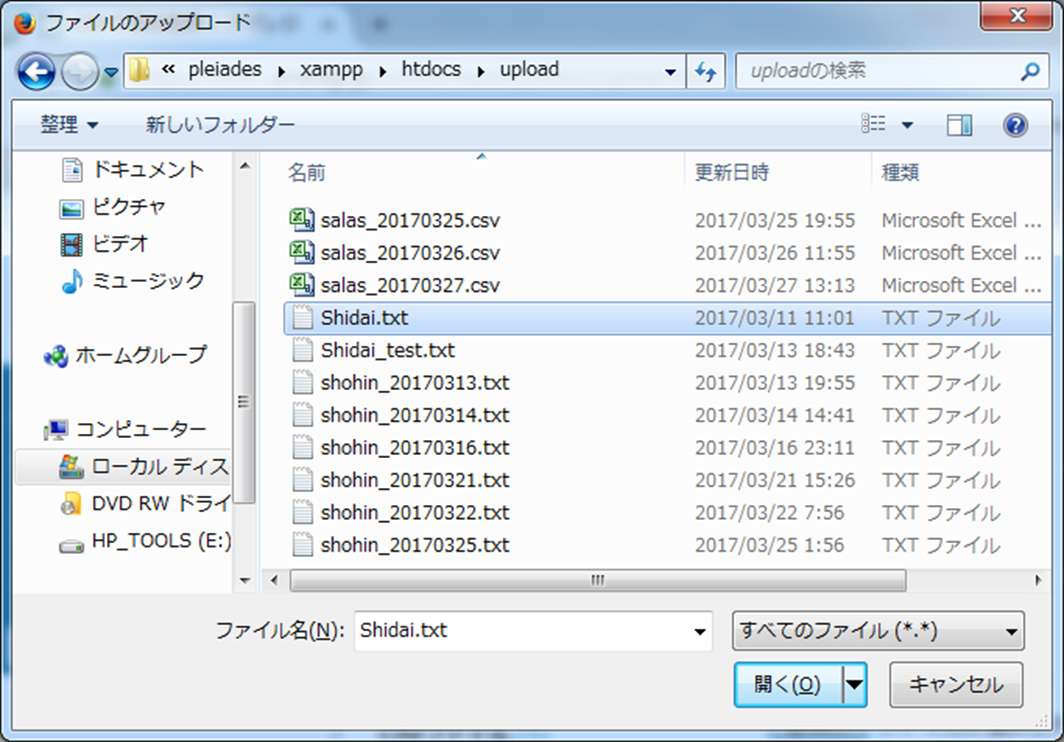 ファイルのアップロード
« pleiades ▸ xampp ▸ htdocs ▸ upload
uploadの検索
整理 新しいフォルダー
ドキュメント
ピクチャ
ビデオ
ミュージック
ホームグループ
コンピューター
ローカル ディス
DVD RW ドライ
HP_TOOLS (E:)
名前 更新日時 種類
salas_20170325.csv 2017/03/25 19:55 Microsoft Excel ...
salas_20170326.csv 2017/03/26 11:55 Microsoft Excel ...
salas_20170327.csv 2017/03/27 13:13 Microsoft Excel ...
Shidai.txt 2017/03/11 11:01 TXT ファイル
Shidai_test.txt 2017/03/13 18:43 TXT ファイル
shohin_20170313.txt 2017/03/13 19:55 TXT ファイル
shohin_20170314.txt 2017/03/14 14:41 TXT ファイル
shohin_20170316.txt 2017/03/16 23:11 TXT ファイル
shohin_20170321.txt 2017/03/21 15:26 TXT ファイル
shohin_20170322.txt 2017/03/22 7:56 TXT ファイル
shohin_20170325.txt 2017/03/25 1:56 TXT ファイル
ファイル名(N): Shidai.txt すべてのファイル (*.*)
開く(O) キャンセル